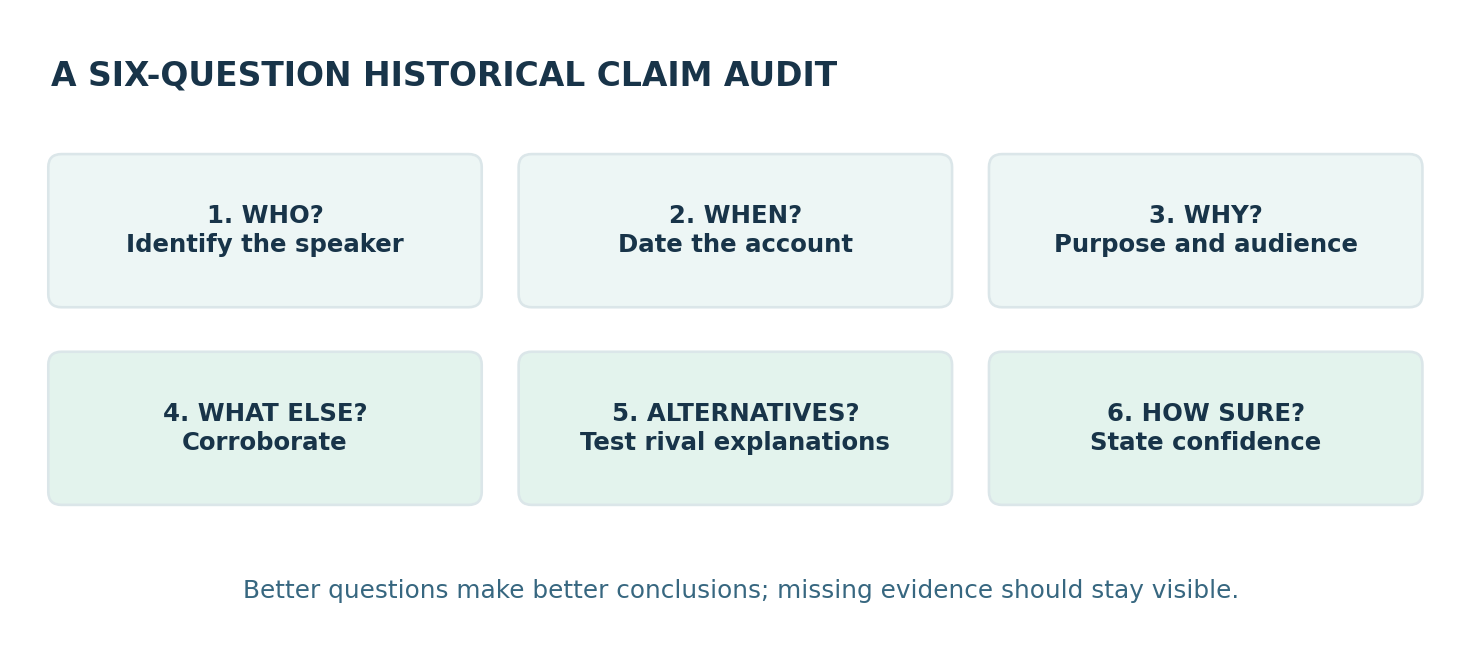 A SIX-QUESTION HISTORICAL CLAIM AUDIT
1. WHO?
Identify the speaker
2. WHEN?
Date the account
3. WHY?
Purpose and audience
4. WHAT ELSE?
Corroborate
5. ALTERNATIVES?
Test rival explanations
6. HOW SURE?
State confidence
Better questions make better conclusions; missing evidence should stay visible.